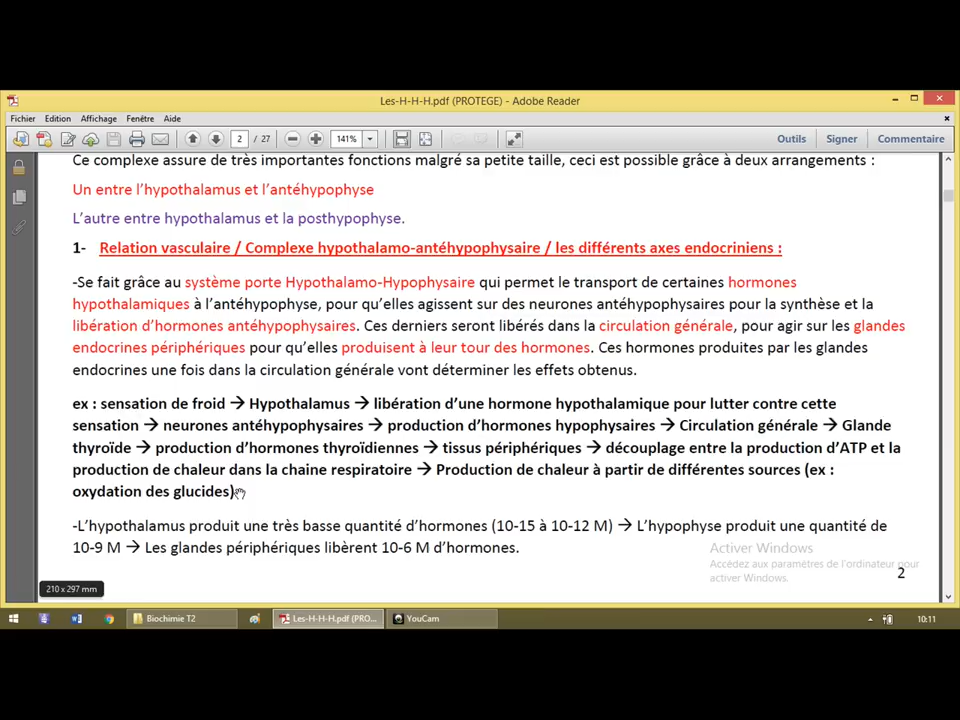 Les-H-H-H.pdf (PROTEGE) - Adobe Reader
Fichier Edition Affichage Fenêtre Aide
2 / 27 141% Outils Signer Commentaire
Ce complexe assure de très importantes fonctions malgré sa petite taille, ceci est possible grâce à deux arrangements :
Un entre l’hypothalamus et l’antéhypophyse
L’autre entre hypothalamus et la posthypophyse.
1- Relation vasculaire / Complexe hypothalamo-antéhypophysaire / les différents axes endocriniens :
-Se fait grâce au système porte Hypothalamo-Hypophysaire qui permet le transport de certaines hormones
hypothalamiques à l’antéhypophyse, pour qu’elles agissent sur des neurones antéhypophysaires pour la synthèse et la
libération d’hormones antéhypophysaires. Ces derniers seront libérés dans la circulation générale, pour agir sur les glandes
endocrines périphériques pour qu’elles produisent à leur tour des hormones. Ces hormones produites par les glandes
endocrines une fois dans la circulation générale vont déterminer les effets obtenus.
ex : sensation de froid → Hypothalamus → libération d’une hormone hypothalamique pour lutter contre cette
sensation → neurones antéhypophysaires → production d’hormones hypophysaires → Circulation générale → Glande
thyroïde → production d’hormones thyroïdiennes → tissus périphériques → découplage entre la production d’ATP et la
production de chaleur dans la chaine respiratoire → Production de chaleur à partir de différentes sources (ex :
oxydation des glucides)
-L’hypothalamus produit une très basse quantité d’hormones (10-15 à 10-12 M) → L’hypophyse produit une quantité de
10-9 M → Les glandes périphériques libèrent 10-6 M d’hormones.
Activer Windows
Accédez aux paramètres de l'ordinateur pour
activer Windows.
2
210 x 297 mm
Biochimie T2 Les-H-H-H.pdf (PRO... YouCam 10:11